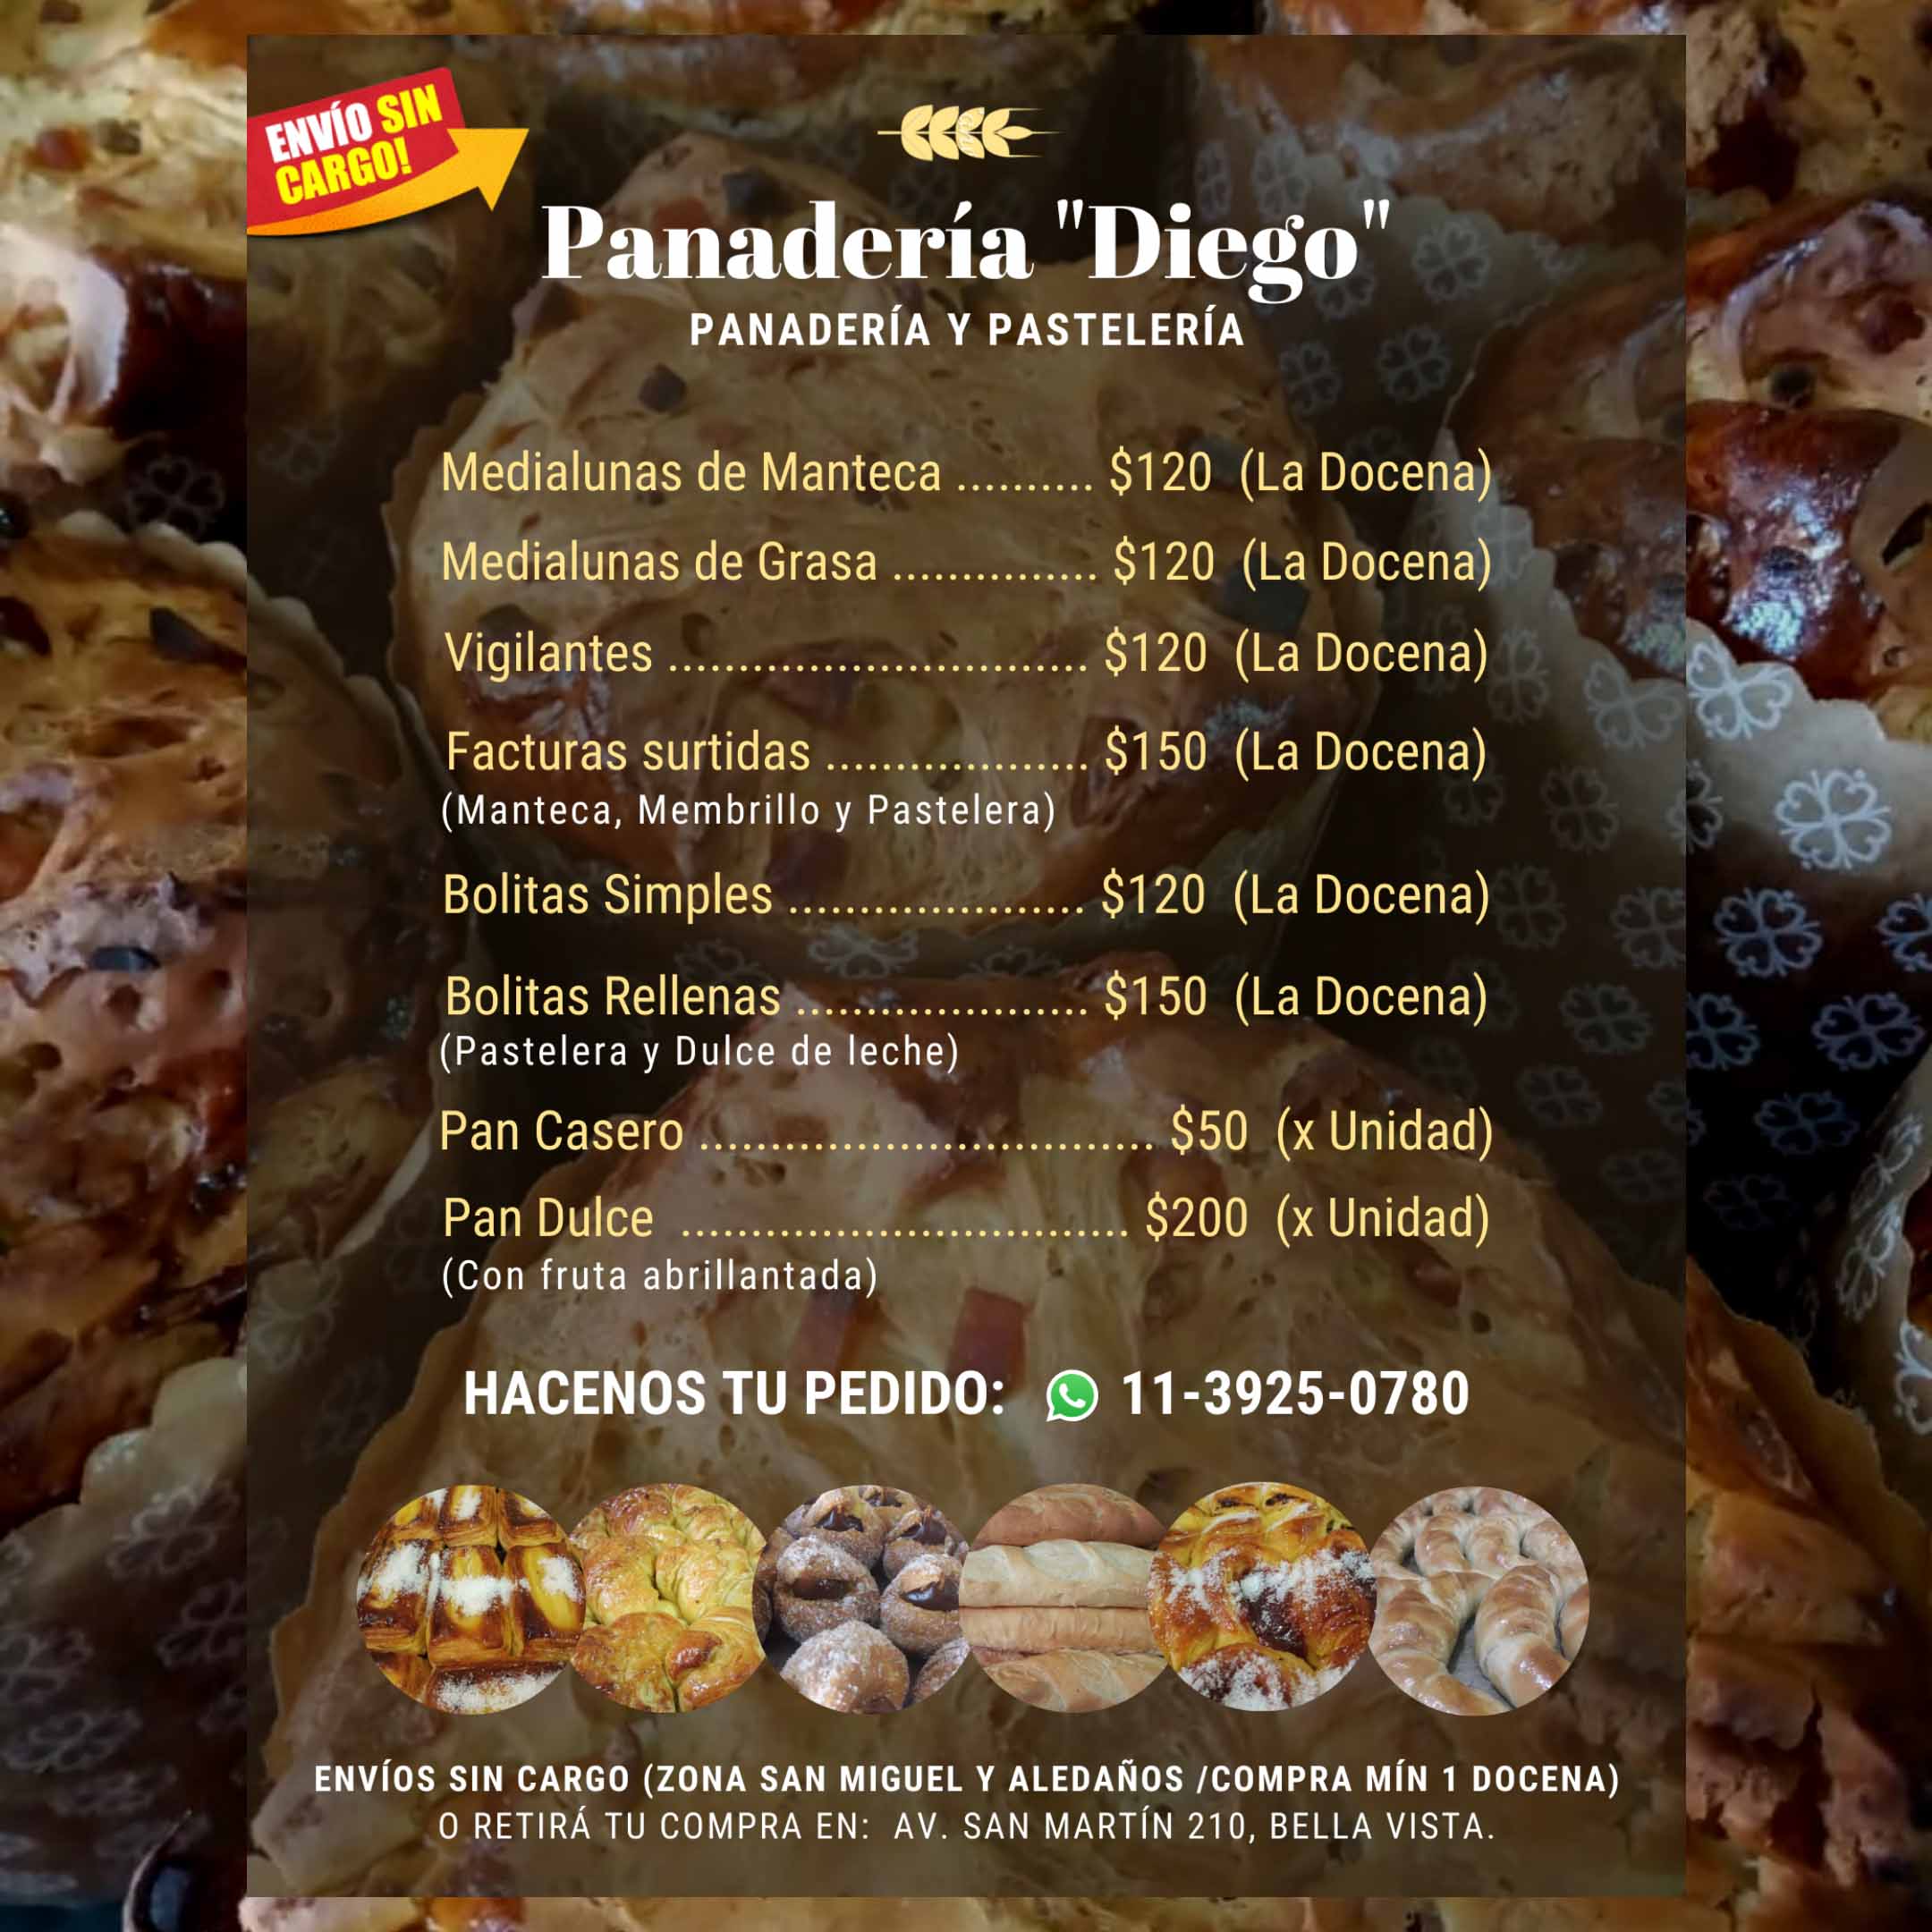 ENVÍO SIN
CARGO!
Panadería "Diego"
PANADERÍA Y PASTELERÍA
Medialunas de Manteca .......... $120 (La Docena)
Medialunas de Grasa ............... $120 (La Docena)
Vigilantes .............................. $120 (La Docena)
Facturas surtidas ................... $150 (La Docena)
(Manteca, Membrillo y Pastelera)
Bolitas Simples ..................... $120 (La Docena)
Bolitas Rellenas ..................... $150 (La Docena)
(Pastelera y Dulce de leche)
Pan Casero ................................ $50 (x Unidad)
Pan Dulce ................................ $200 (x Unidad)
(Con fruta abrillantada)
HACENOS TU PEDIDO: 11-3925-0780
ENVÍOS SIN CARGO (ZONA SAN MIGUEL Y ALEDAÑOS /COMPRA MÍN 1 DOCENA)
O RETIRÁ TU COMPRA EN: AV. SAN MARTÍN 210, BELLA VISTA.